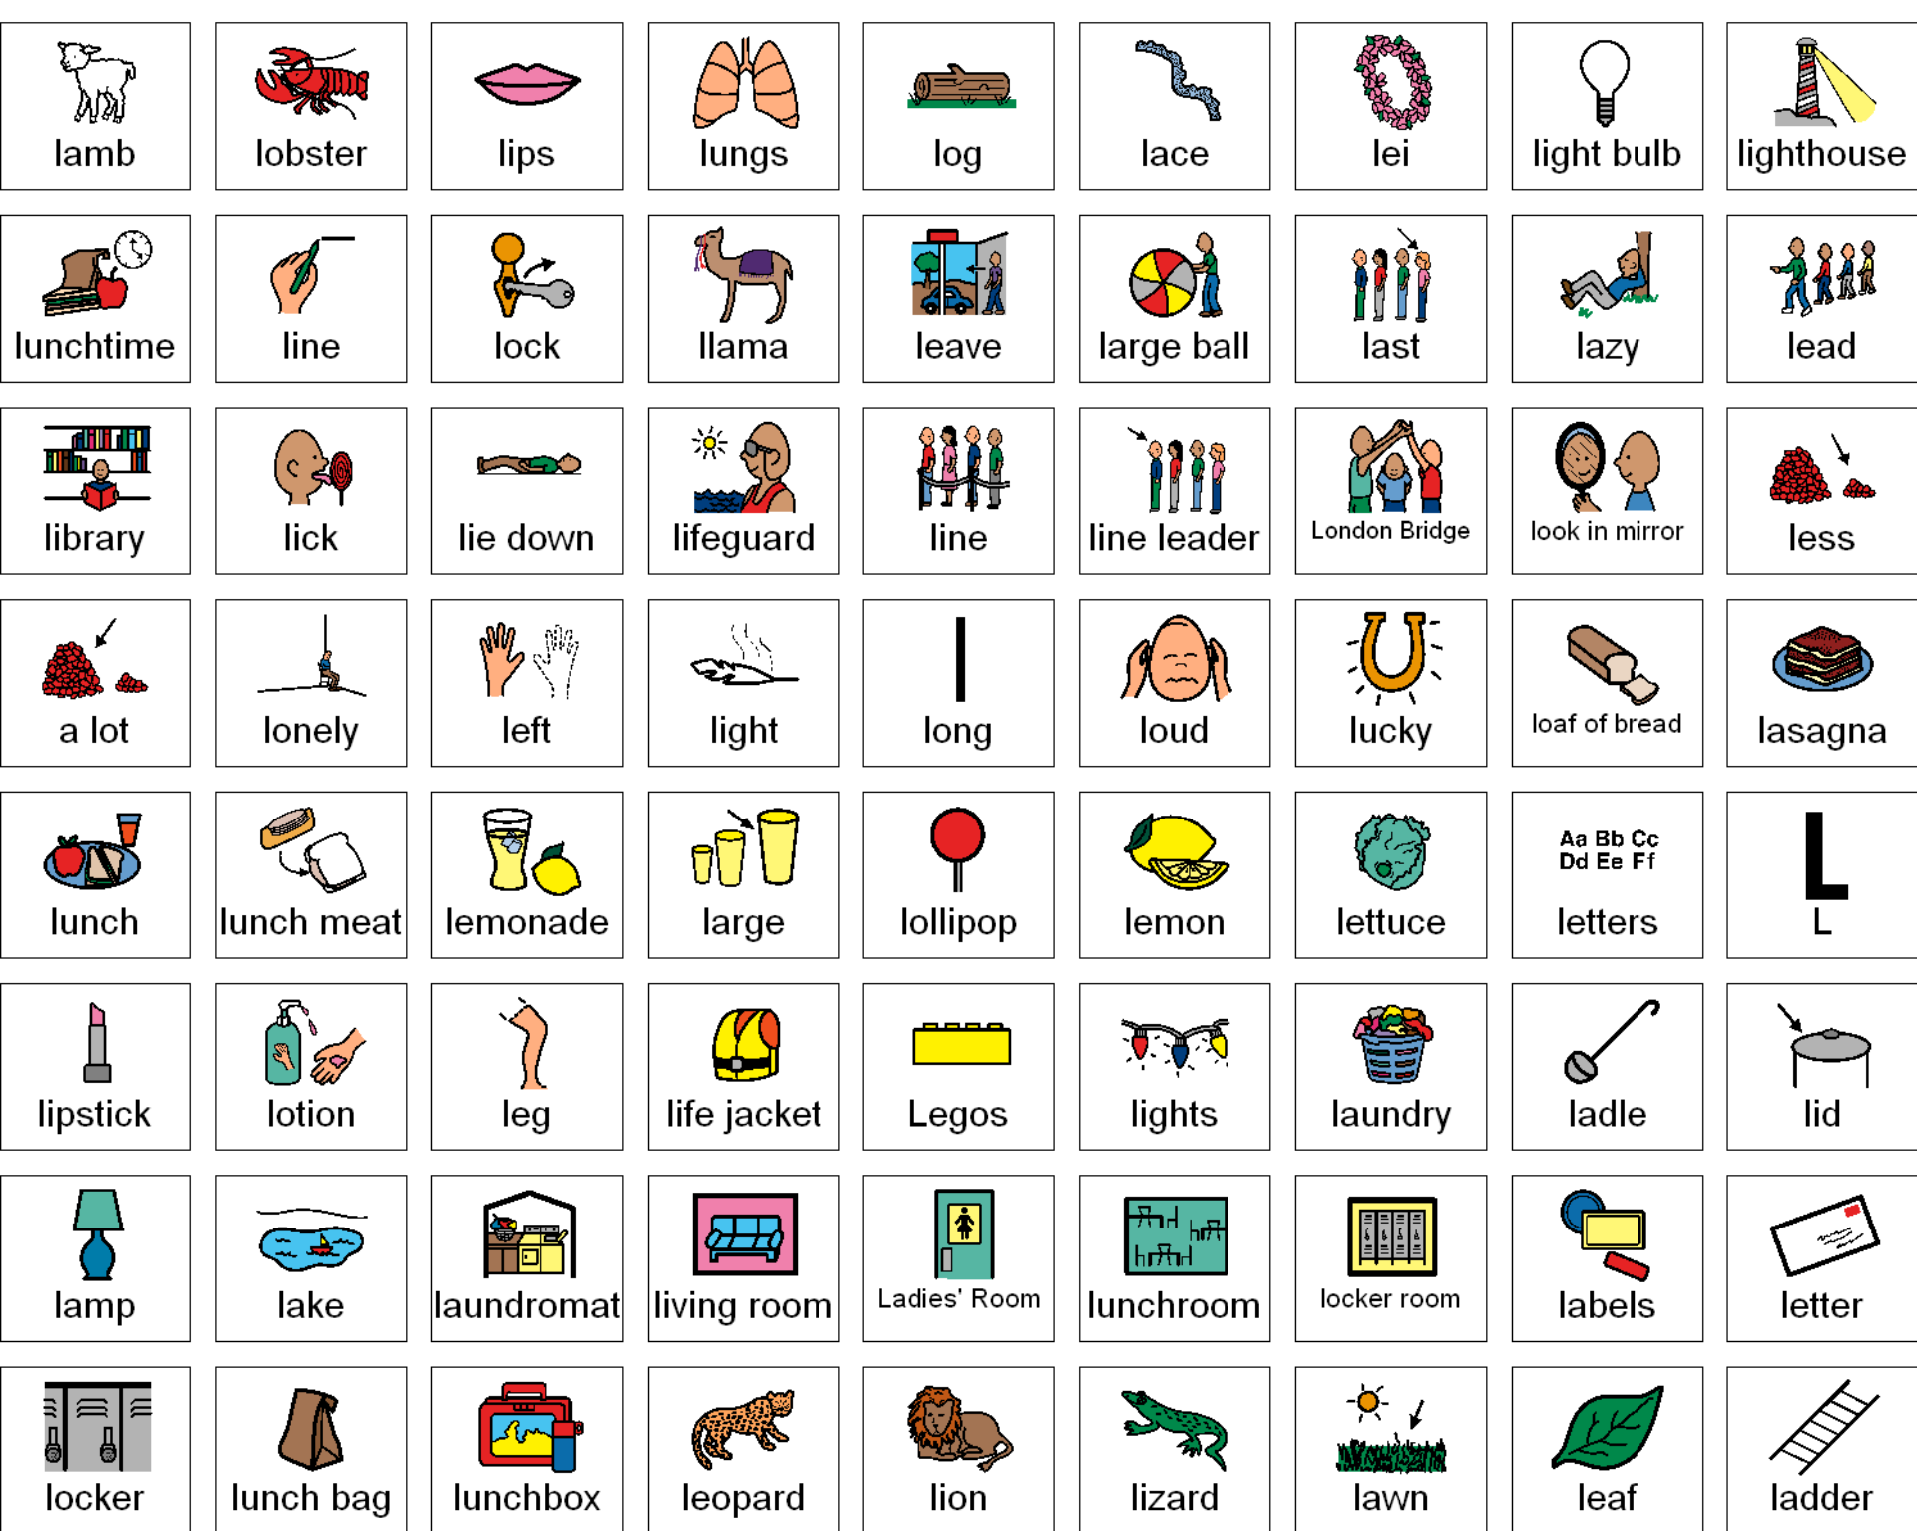 lamb lobster lips lungs log lace lei light bulb lighthouse
lunchtime line lock llama leave large ball last lazy lead
library lick lie down lifeguard line line leader London Bridge look in mirror less
a lot lonely left light long loud lucky loaf of bread lasagna
Aa Bb Cc
Dd Ee Ff
L
lunch lunch meat lemonade large lollipop lemon lettuce letters L
lipstick lotion leg life jacket Legos lights laundry ladle lid
lamp lake laundromat living room Ladies' Room lunchroom locker room labels letter
locker lunch bag lunchbox leopard lion lizard lawn leaf ladder